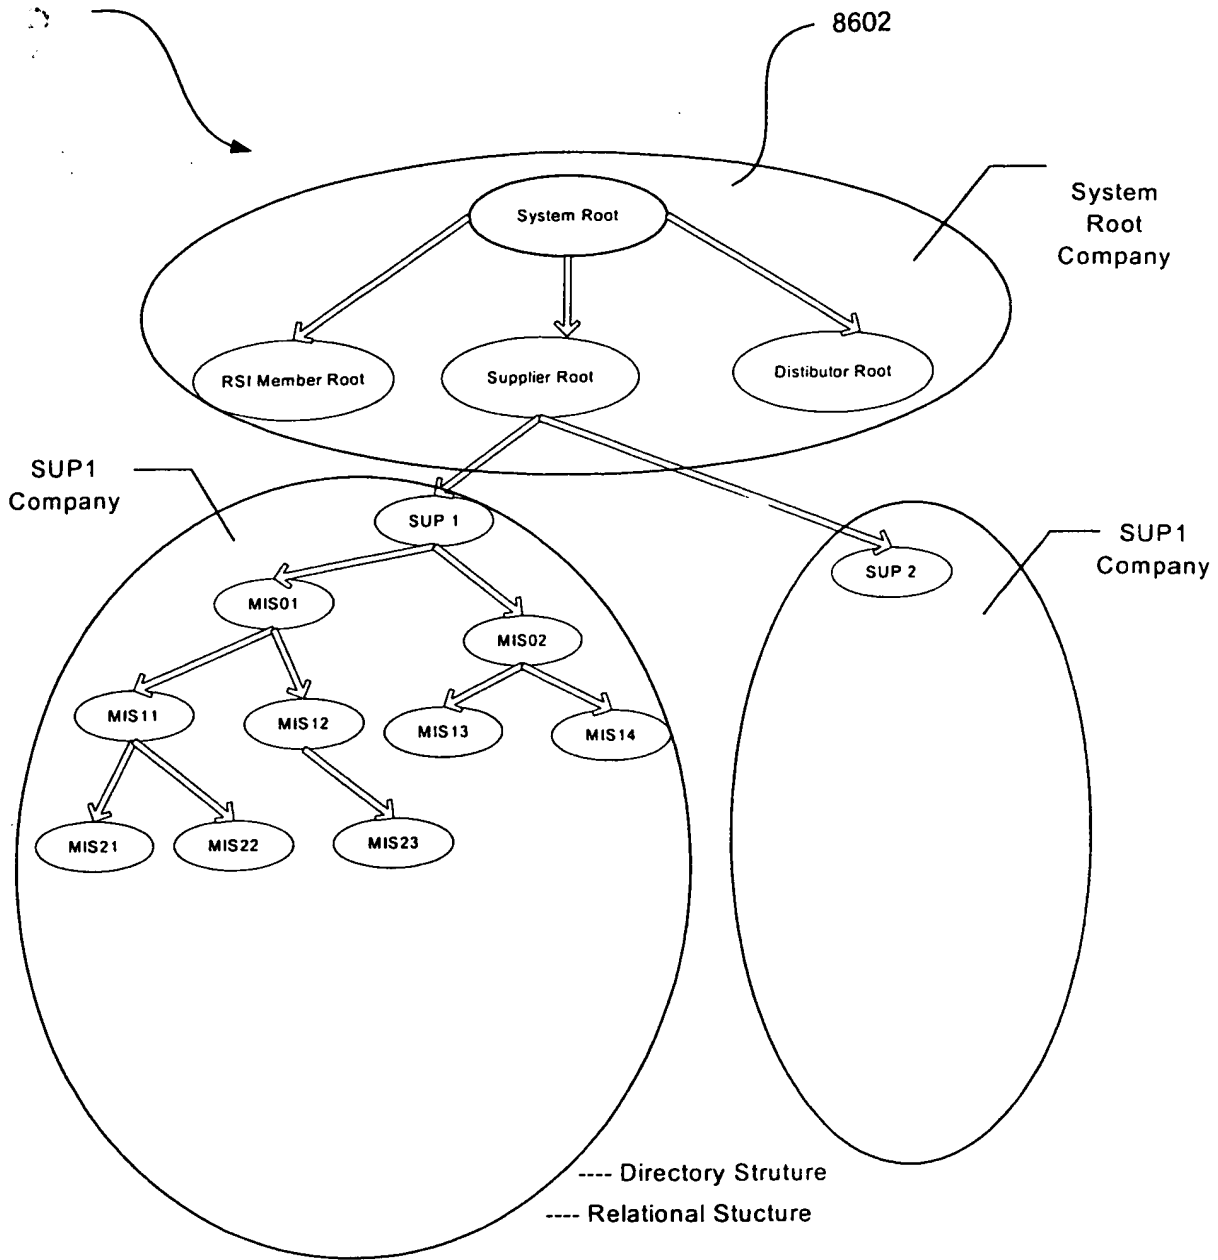 8602
System Root
System
Root
Company
RSI Member Root
Supplier Root
Distibutor Root
SUP1
Company
SUP 1
SUP 2
SUP1
Company
MIS01
MIS02
MIS11
MIS12
MIS13
MIS14
MIS21
MIS22
MIS23
---- Directory Struture
---- Relational Stucture